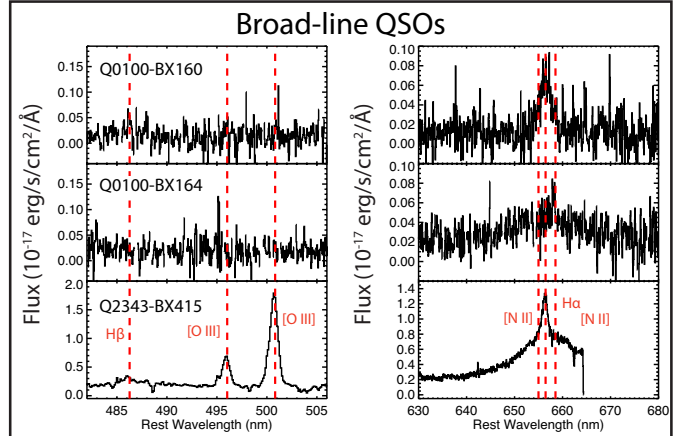 Broad-line QSOs
Flux (10⁻¹⁷ erg/s/cm²/Å)
Q0100-BX160
0.15
0.10
0.05
0.00
Q0100-BX164
0.15
0.10
0.05
0.00
Q2343-BX415
2.0
1.5
1.0
0.5
0.0
Hβ
[O III]
[O III]
485 490 495 500 505
Rest Wavelength (nm)
Flux (10⁻¹⁷ erg/s/cm²/Å)
0.10
0.08
0.06
0.04
0.02
0.00
0.10
0.08
0.06
0.04
0.02
0.00
1.4
1.2
1.0
0.8
0.6
0.4
0.2
0.0
[N II]
Hα
[N II]
630 640 650 660 670 680
Rest Wavelength (nm)